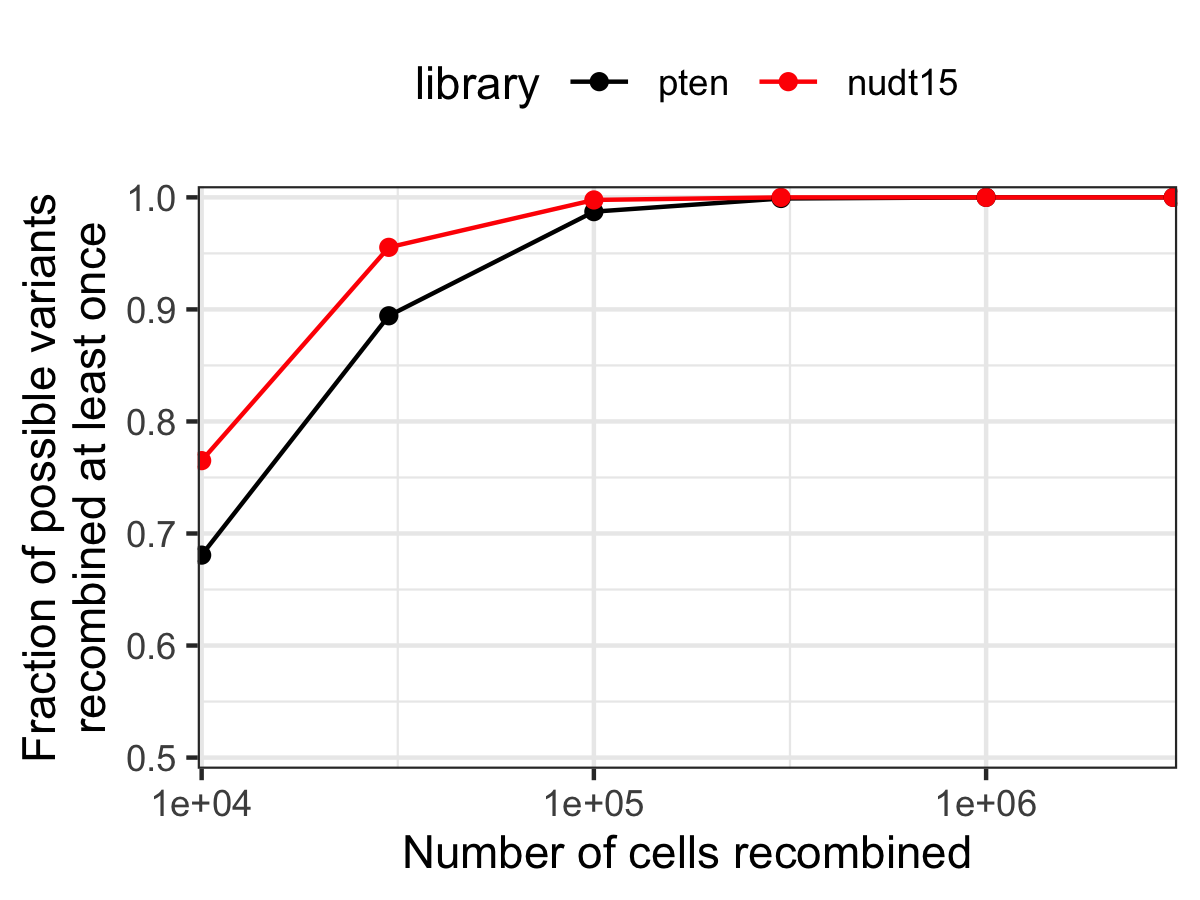 library pten nudt15
Fraction of possible variants
recombined at least once
1.0
0.9
0.8
0.7
0.6
0.5
1e+04 1e+05 1e+06
Number of cells recombined